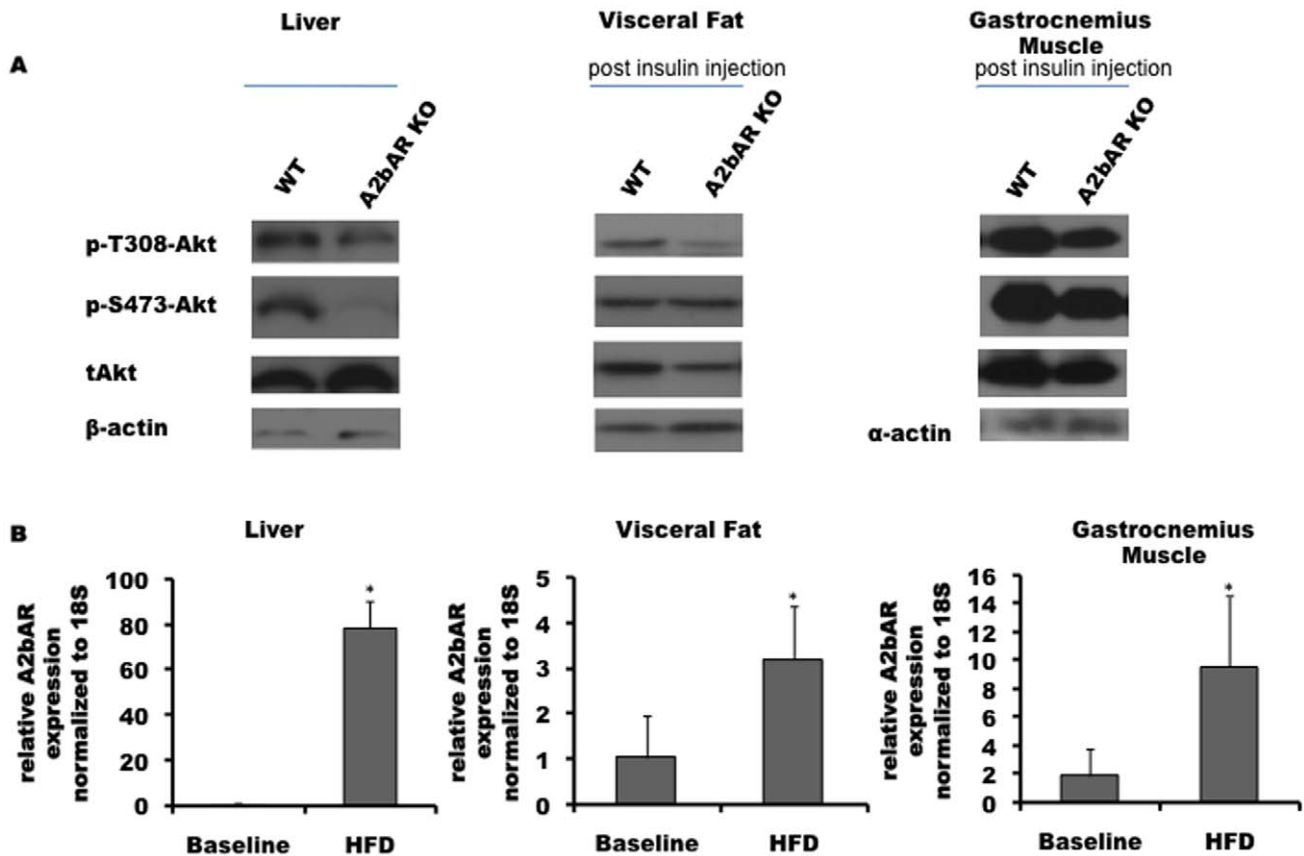 Liver
Visceral Fat
Gastrocnemius
Muscle
A
post insulin injection
post insulin injection
WT
A2bAR KO
WT
A2bAR KO
WT
A2bAR KO
p-T308-Akt
p-S473-Akt
tAkt
β-actin
α-actin
B
Liver
Visceral Fat
Gastrocnemius
Muscle
relative A2bAR
expression
normalized to 18S
100
80
60
40
20
0
*
Baseline
HFD
relative A2bAR
expression
normalized to 18S
5
4
3
2
1
0
*
Baseline
HFD
relative A2bAR
expression
normalized to 18S
16
14
12
10
8
6
4
2
0
*
Baseline
HFD